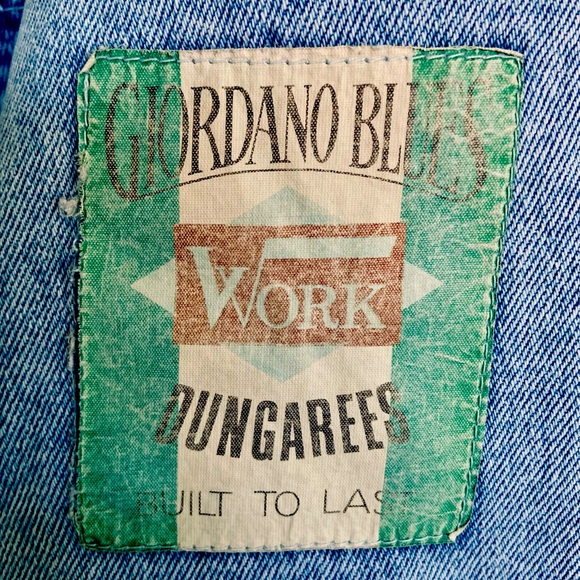 GIORDANO BLUES
WORK
DUNGAREES
BUILT TO LAST